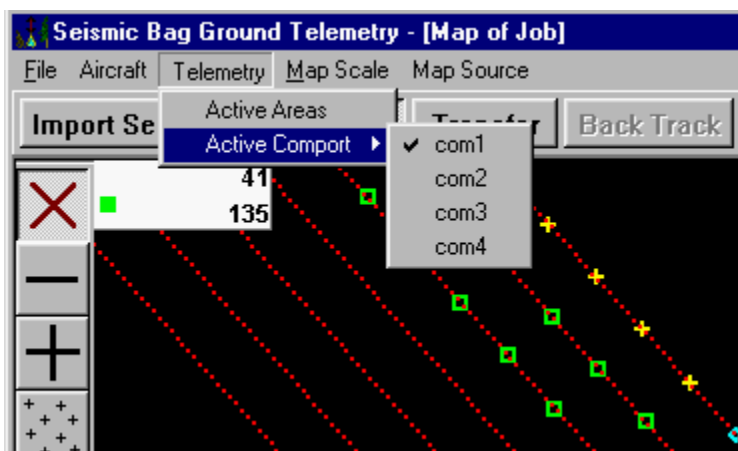 Seismic Bag Ground Telemetry - [Map of Job]
File Aircraft Telemetry Map Scale Map Source
Import Se Back Track
Active Areas
Active Comport
com1
com2
com3
com4
41
135